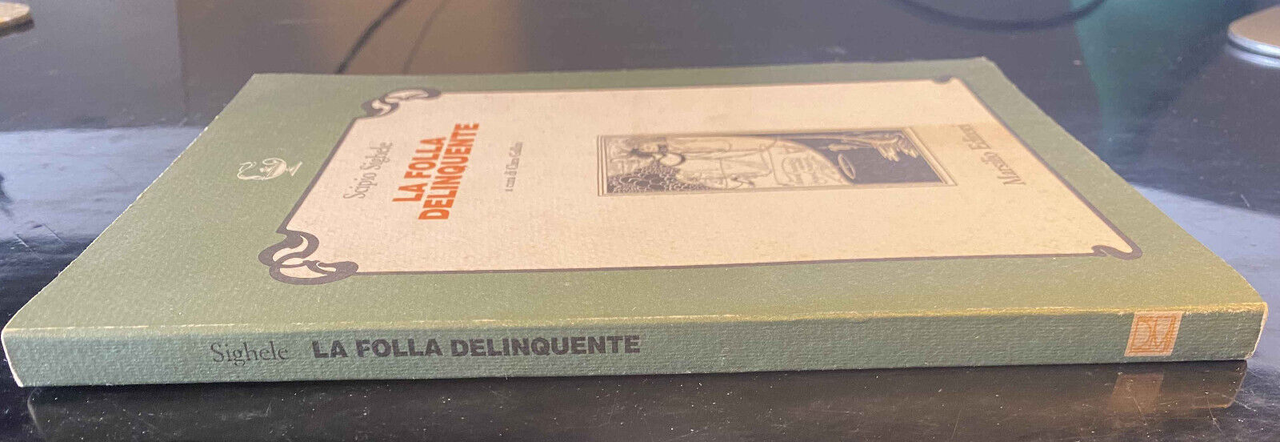 Scipio Sighele
LA FOLLA
DELINQUENTE
a cura di Clara Gallini
Marsilio Editori
Sighele LA FOLLA DELINQUENTE